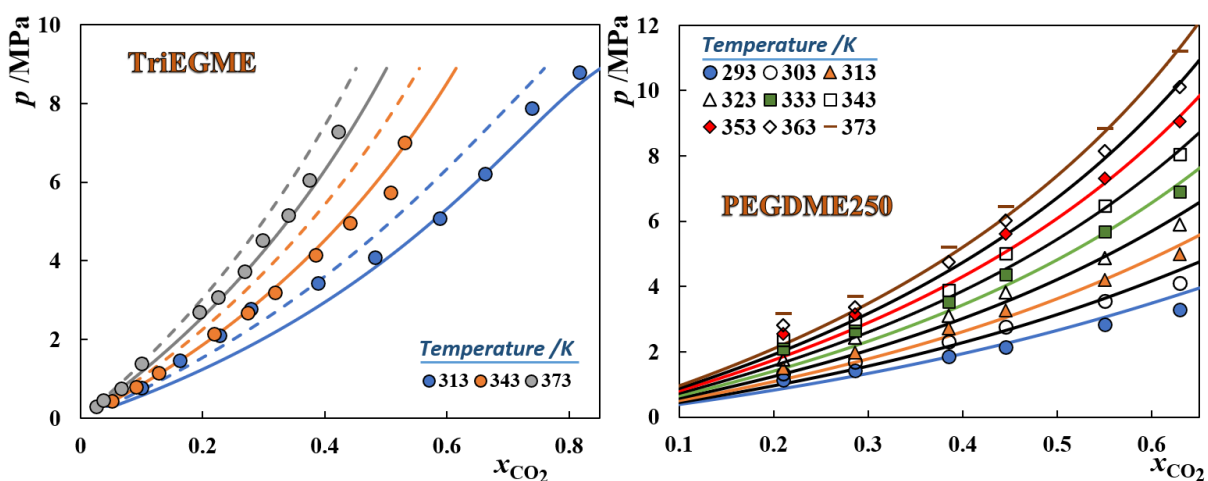 p /MPa
TriEGME
10
8
6
4
2
0
Temperature /K
313 343 373
0 0.2 0.4 0.6 0.8
xCO2
p /MPa
12
10
8
6
4
2
0
Temperature /K
293 303 313
323 333 343
353 363 373
PEGDME250
0.1 0.2 0.3 0.4 0.5 0.6
xCO2